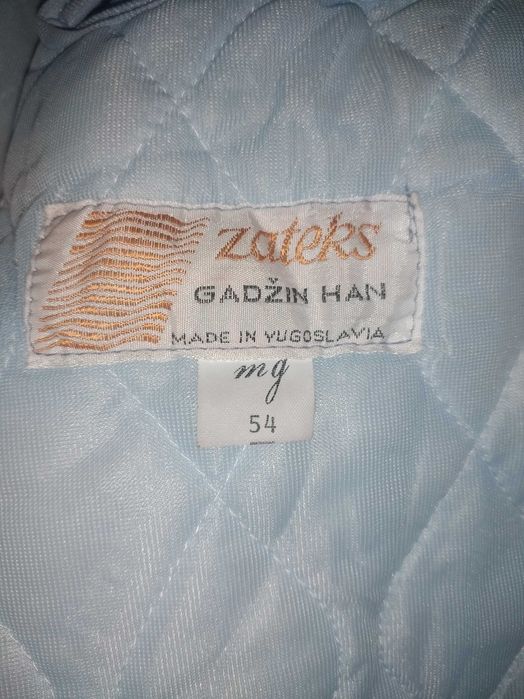 zateks
GADŽIN HAN
MADE IN YUGOSLAVIA
mg
54